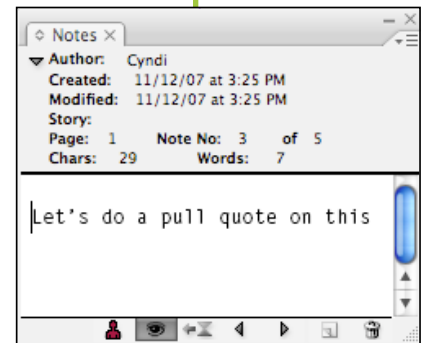 Notes
Author: Cyndi
Created: 11/12/07 at 3:25 PM
Modified: 11/12/07 at 3:25 PM
Story:
Page: 1 Note No: 3 of 5
Chars: 29 Words: 7
Let's do a pull quote on this